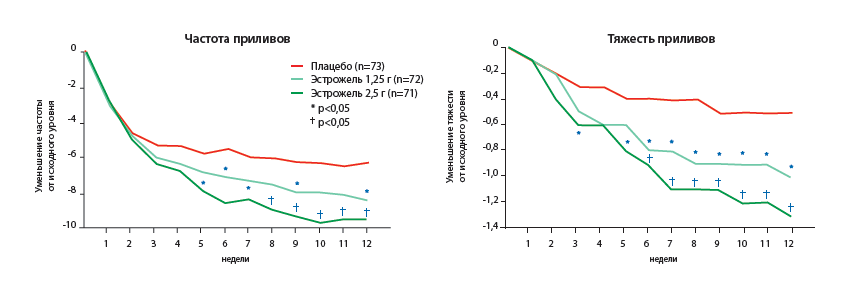 Частота приливов
Уменьшение частоты
от исходного уровня
0
-2
-4
-6
-8
-10
Плацебо (n=73)
Эстрожель 1,25 г (n=72)
Эстрожель 2,5 г (n=71)
* p<0,05
† p<0,05
* * * * *
† † † † †
1 2 3 4 5 6 7 8 9 10 11 12
недели
Тяжесть приливов
Уменьшение тяжести
от исходного уровня
0
-0,2
-0,4
-0,6
-0,8
-1,0
-1,2
-1,4
* * * * * * * * *
† † † † † † †
1 2 3 4 5 6 7 8 9 10 11 12
недели